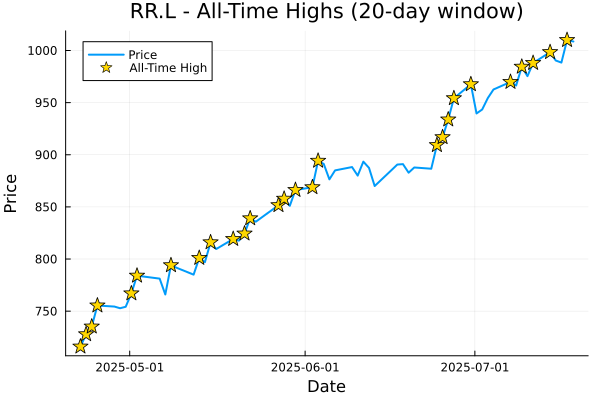 RR.L - All-Time Highs (20-day window)
Price
All-Time High
1000
950
900
850
800
750
Price
2025-05-01
2025-06-01
2025-07-01
Date